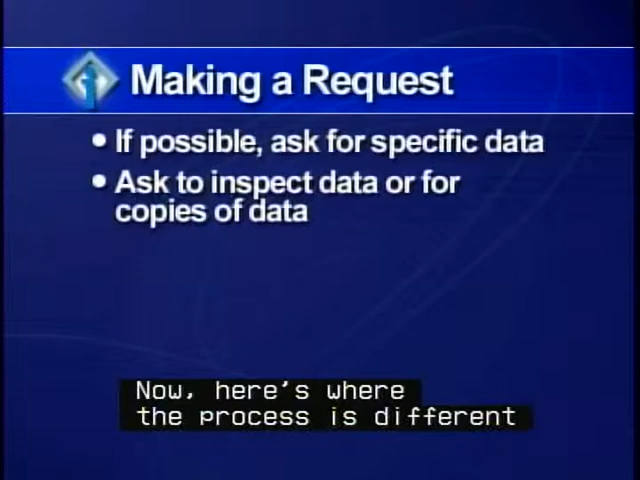 Making a Request
• If possible, ask for specific data
• Ask to inspect data or for
copies of data
Now, here's where
the process is different